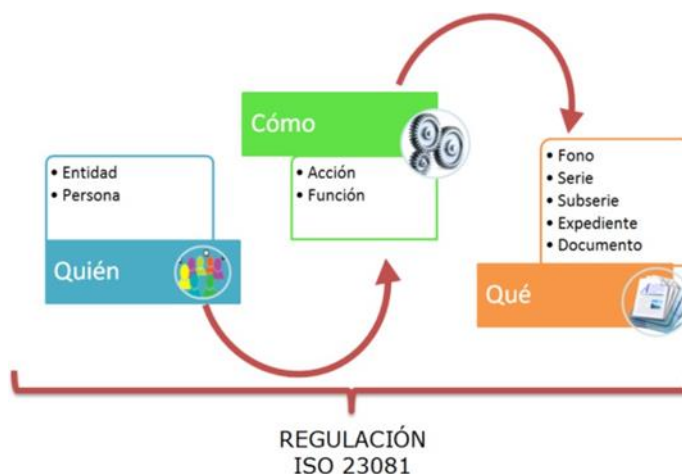 • Entidad
• Persona
Quién
Cómo
• Acción
• Función
• Fono
• Serie
• Subserie
• Expediente
• Documento
Qué
REGULACIÓN
ISO 23081